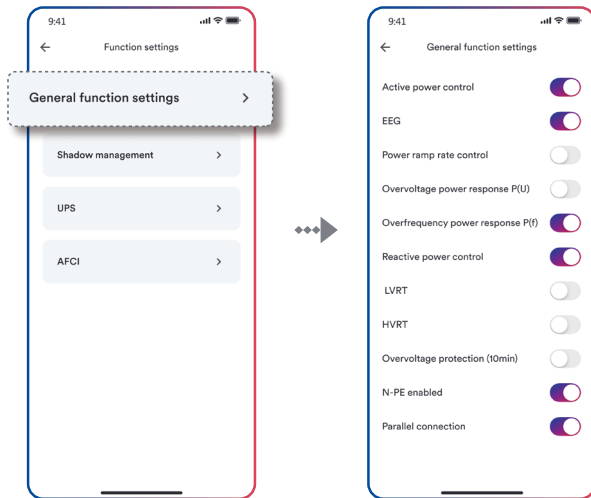 9:41
Function settings
General function settings
Shadow management
UPS
AFCI
9:41
General function settings
Active power control
EEG
Power ramp rate control
Overvoltage power response P(U)
Overfrequency power response P(f)
Reactive power control
LVRT
HVRT
Overvoltage protection (10min)
N-PE enabled
Parallel connection